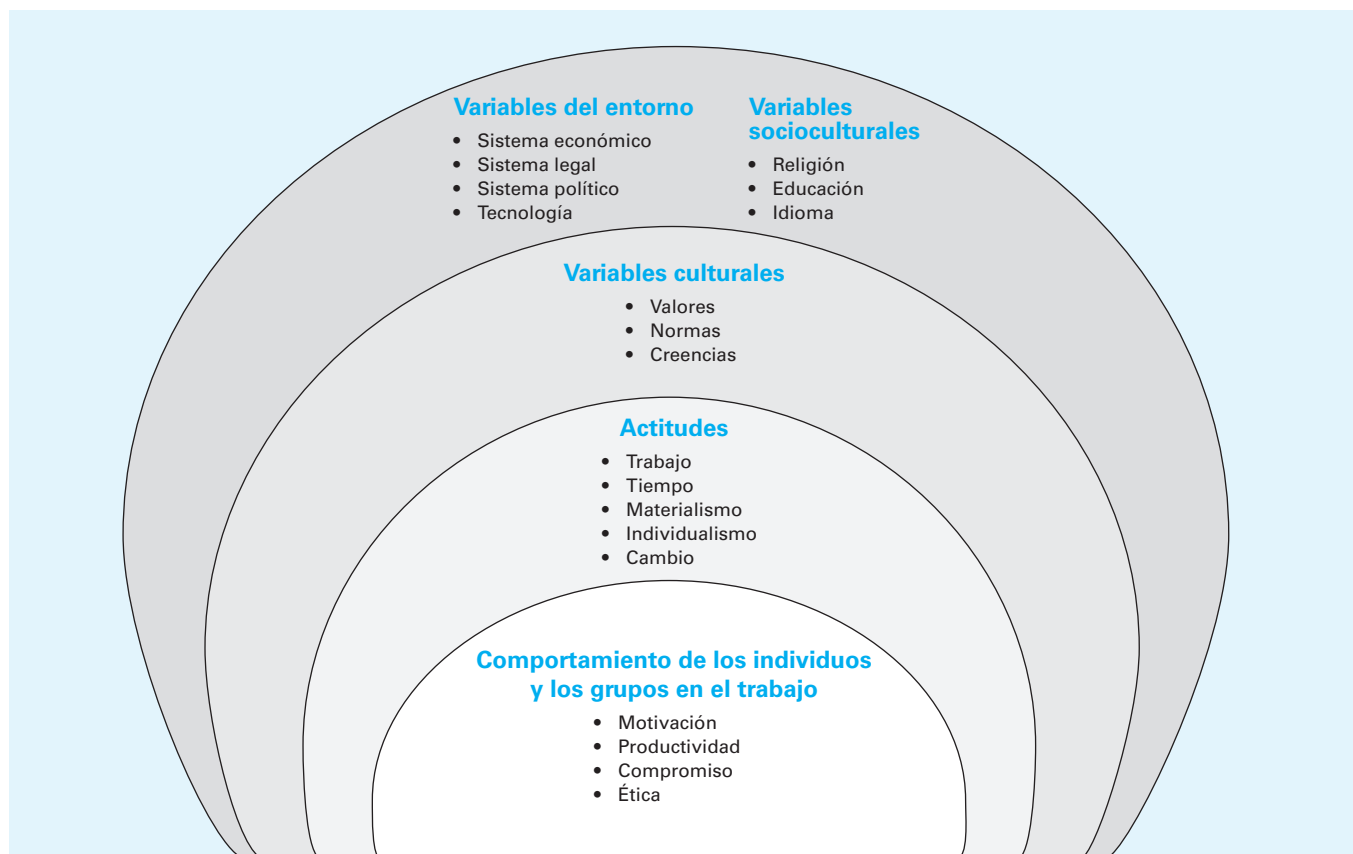 Variables del entorno
• Sistema económico
• Sistema legal
• Sistema político
• Tecnología
Variables
socioculturales
• Religión
• Educación
• Idioma
Variables culturales
• Valores
• Normas
• Creencias
Actitudes
• Trabajo
• Tiempo
• Materialismo
• Individualismo
• Cambio
Comportamiento de los individuos
y los grupos en el trabajo
• Motivación
• Productividad
• Compromiso
• Ética